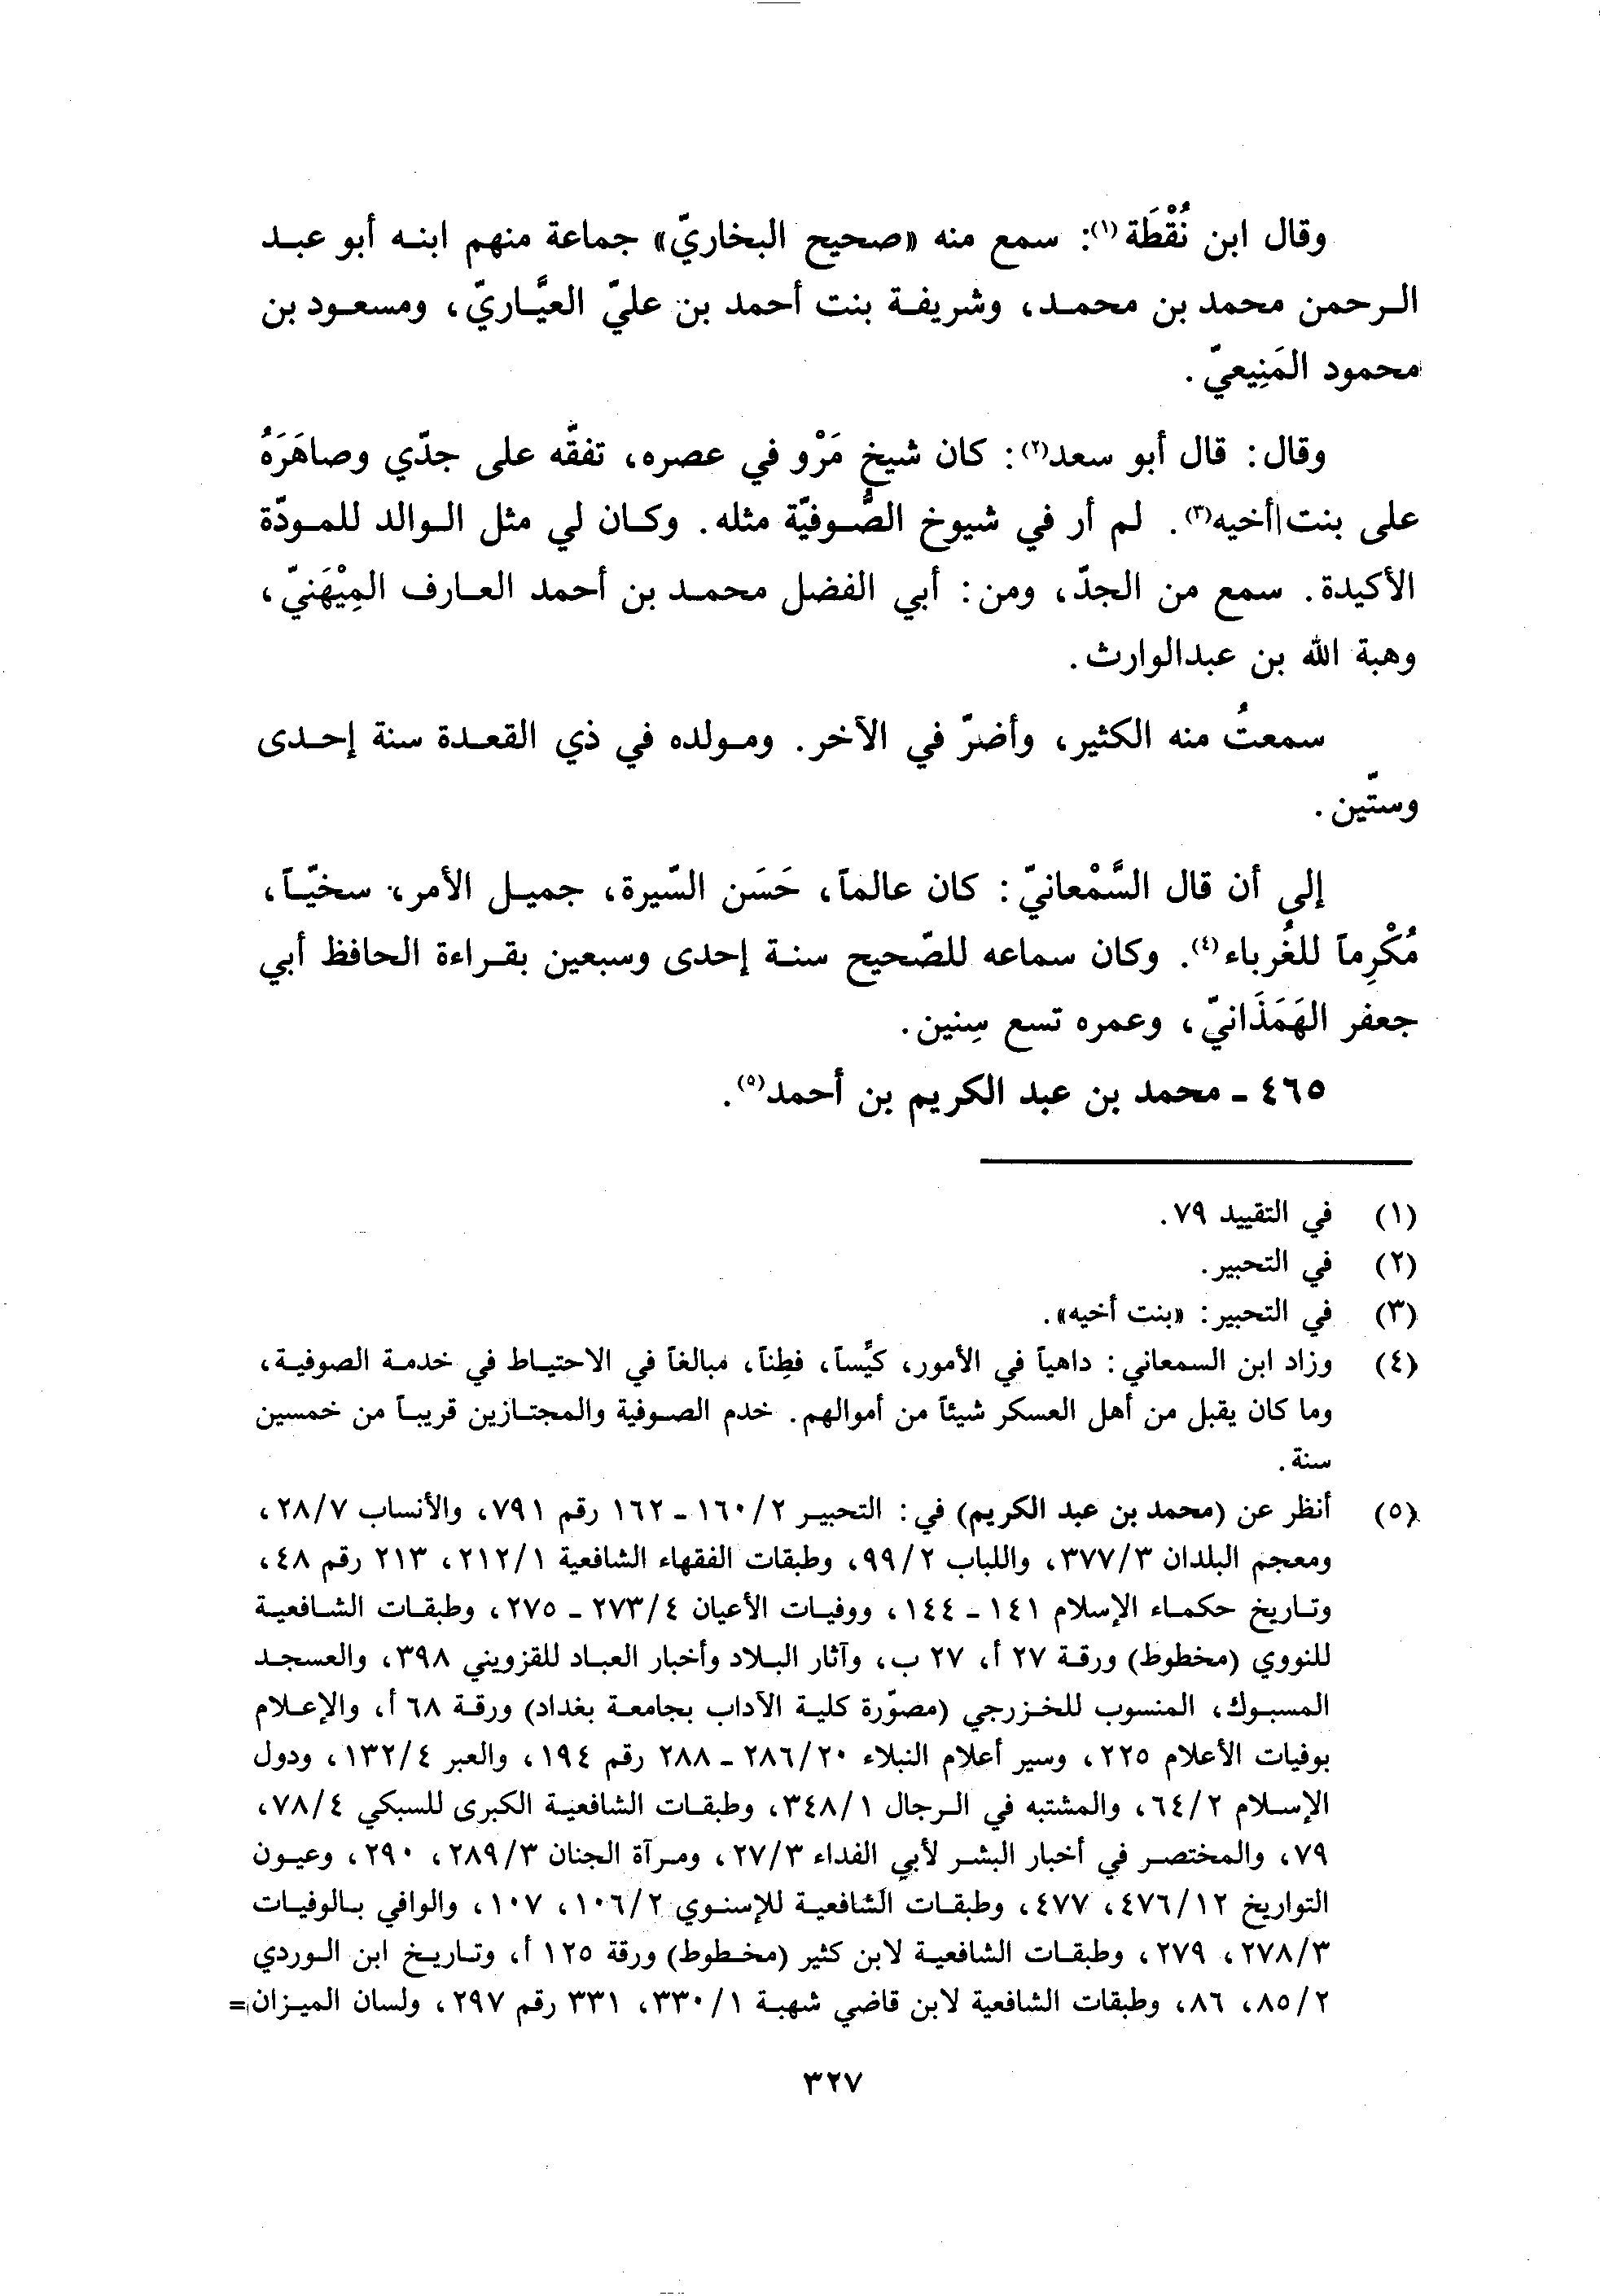 وقال ابن نُقْطَة(١): سمع منه «صحيح البخاريّ» جماعة منهم ابنه أبو عبد
الرحمن محمد بن محمد، وشريفة بنت أحمد بن عليّ العيَّاريّ، ومسعود بن
محمود المَنِيعيّ.
وقال: قال أبو سعد(٢): كان شيخ مَرْو في عصره، تفقّه على جدّي وصاهَرَهُ
على بنت أخيه(٣). لم أر في شيوخ الصُّوفيّة مثله. وكان لي مثل الوالد للمودّة
الأكيدة. سمع من الجدّ، ومن: أبي الفضل محمد بن أحمد العارف المِيْهَنيّ،
وهبة الله بن عبدالوارث.
سمعتُ منه الكثير، وأضرّ في الآخر. ومولده في ذي القعدة سنة إحدى
وستّين.
إلى أن قال السَّمْعانيّ: كان عالماً، حَسَن السّيرة، جميل الأمر، سخيّاً،
مُكْرِماً للغُرباء(٤). وكان سماعه للصّحيح سنة إحدى وسبعين بقراءة الحافظ أبي
جعفر الهَمَذَانيّ، وعمره تسع سِنين.
٤٦٥ - محمد بن عبد الكريم بن أحمد(٥).
(١) في التقييد ٧٩.
(٢) في التحبير.
(٣) في التحبير: «بنت أخيه».
(٤) وزاد ابن السمعاني: داهياً في الأمور، كيِّساً، فطِناً، مبالغاً في الاحتياط في خدمة الصوفية،
وما كان يقبل من أهل العسكر شيئاً من أموالهم. خدم الصوفية والمجتازين قريباً من خمسين
سنة.
(٥) أنظر عن (محمد بن عبد الكريم) في: التحبير ٢/ ١٦٠ - ١٦٢ رقم ٧٩١، والأنساب ٢٨/٧،
ومعجم البلدان ٣٧٧/٣، واللباب ٩٩/٢، وطبقات الفقهاء الشافعية ٢١٢/١، ٢١٣ رقم ٤٨،
وتاريخ حكماء الإسلام ١٤١ - ١٤٤، ووفيات الأعيان ٢٧٣/٤ - ٢٧٥، وطبقات الشافعية
للنووي (مخطوط) ورقة ٢٧ أ، ٢٧ ب، وآثار البلاد وأخبار العباد للقزويني ٣٩٨، والعسجد
المسبوك، المنسوب للخزرجي (مصوّرة كلية الآداب بجامعة بغداد) ورقة ٦٨ أ، والإعلام
بوفيات الأعلام ٢٢٥، وسير أعلام النبلاء ٢٨٦/٢٠ - ٢٨٨ رقم ١٩٤، والعبر ١٣٢/٤، ودول
الإسلام ٦٤/٢، والمشتبه في الرجال ٣٤٨/١، وطبقات الشافعية الكبرى للسبكي ٧٨/٤،
٧٩، والمختصر في أخبار البشر لأبي الفداء ٢٧/٣، ومرآة الجنان ٢٨٩/٣، ٢٩٠، وعيون
التواريخ ٤٧٦/١٢، ٤٧٧، وطبقات الشافعية للإسنوي ١٠٦/٢، ١٠٧، والوافي بالوفيات
٢٧٨/٣، ٢٧٩، وطبقات الشافعية لابن كثير (مخطوط) ورقة ١٢٥ أ، وتاريخ ابن الوردي
٨٥/٢، ٨٦، وطبقات الشافعية لابن قاضي شهبة ٣٣٠/١، ٣٣١ رقم ٢٩٧، ولسان الميزان=
٣٢٧